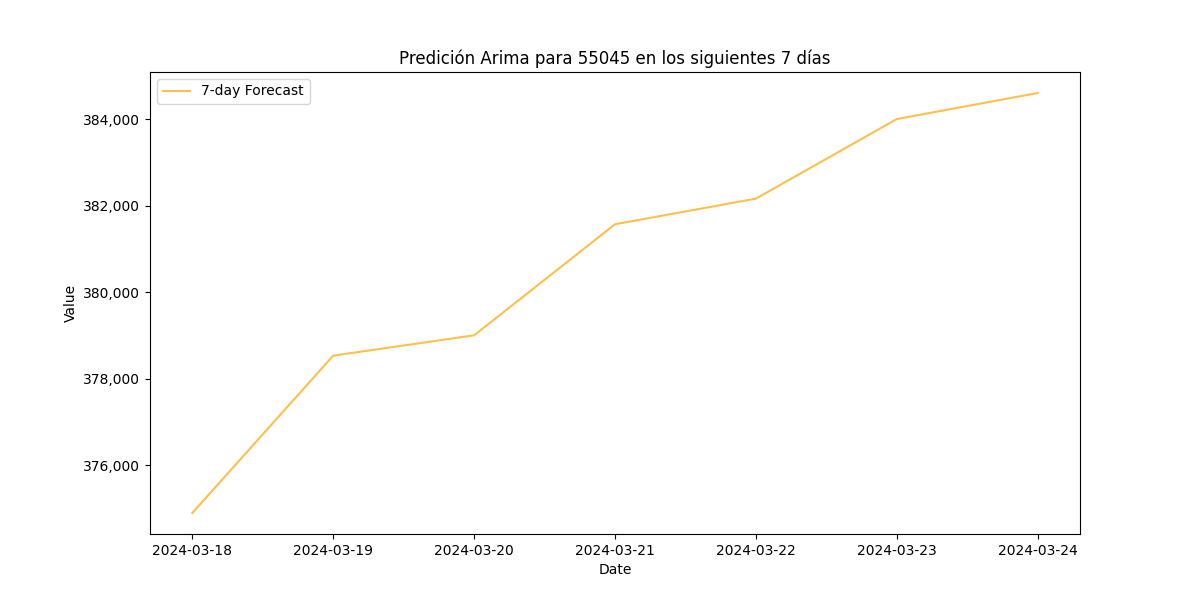 Predición Arima para 55045 en los siguientes 7 días
7-day Forecast
384,000
382,000
380,000
378,000
376,000
Value
2024-03-18 2024-03-19 2024-03-20 2024-03-21 2024-03-22 2024-03-23 2024-03-24
Date